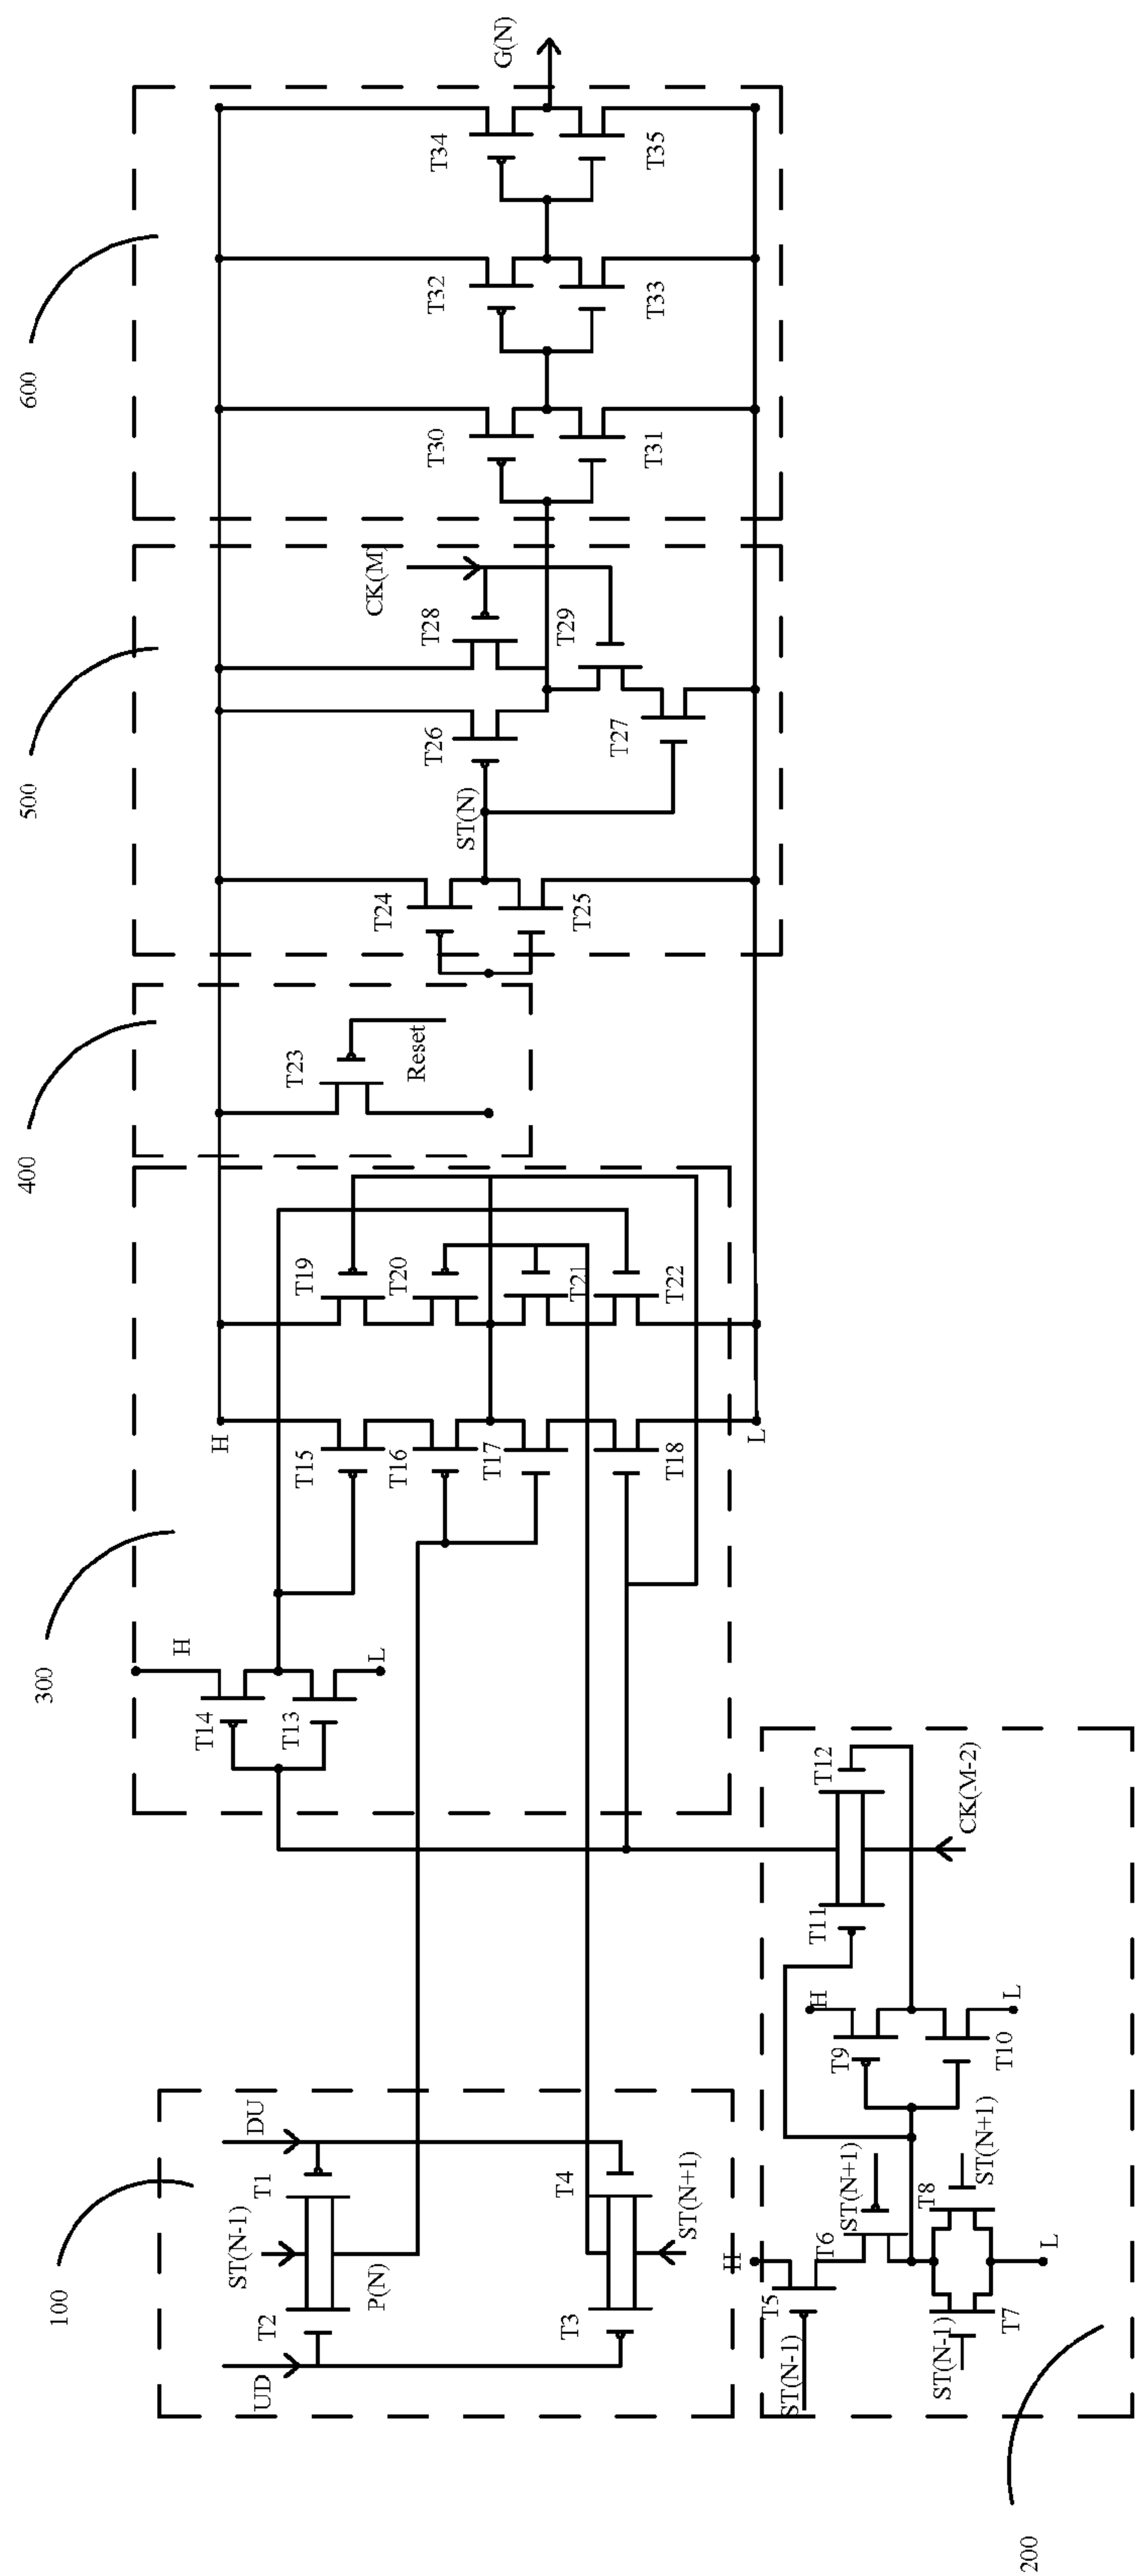 G(N)
T34
T35
600
T32
T33
T30
T31
CK(M)
T28
T29
500
T26
T27
ST(N)
T24
T25
T23
Reset
400
T19
T20
T21
T22
H
T15
T16
T17
T18
L
300
H
T14
T13
L
T12
CK(M-2)
T11
H
T9
L
T10
DU
T1
ST(N-1)
P(N)
T2
UD
T4
ST(N+1)
T3
100
ST(N+1)
T8
ST(N+1)
H
T6
L
T5
T7
ST(N-1)
ST(N-1)
200